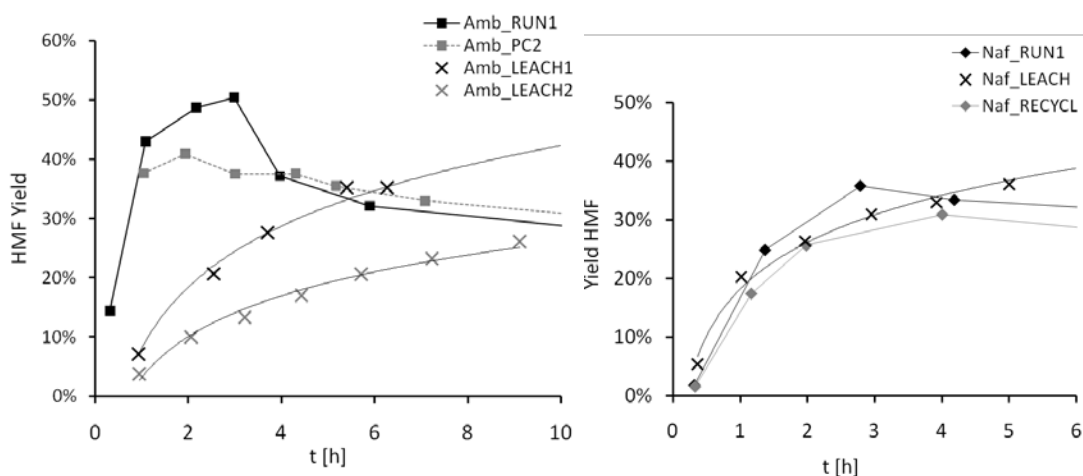 Amb_RUN1
Amb_PC2
Amb_LEACH1
Amb_LEACH2
60%
50%
40%
30%
20%
10%
0%
HMF Yield
0 2 4 6 8 10
t [h]
Naf_RUN1
Naf_LEACH
Naf_RECYCL
50%
40%
30%
20%
10%
0%
Yield HMF
0 1 2 3 4 5 6
t [h]